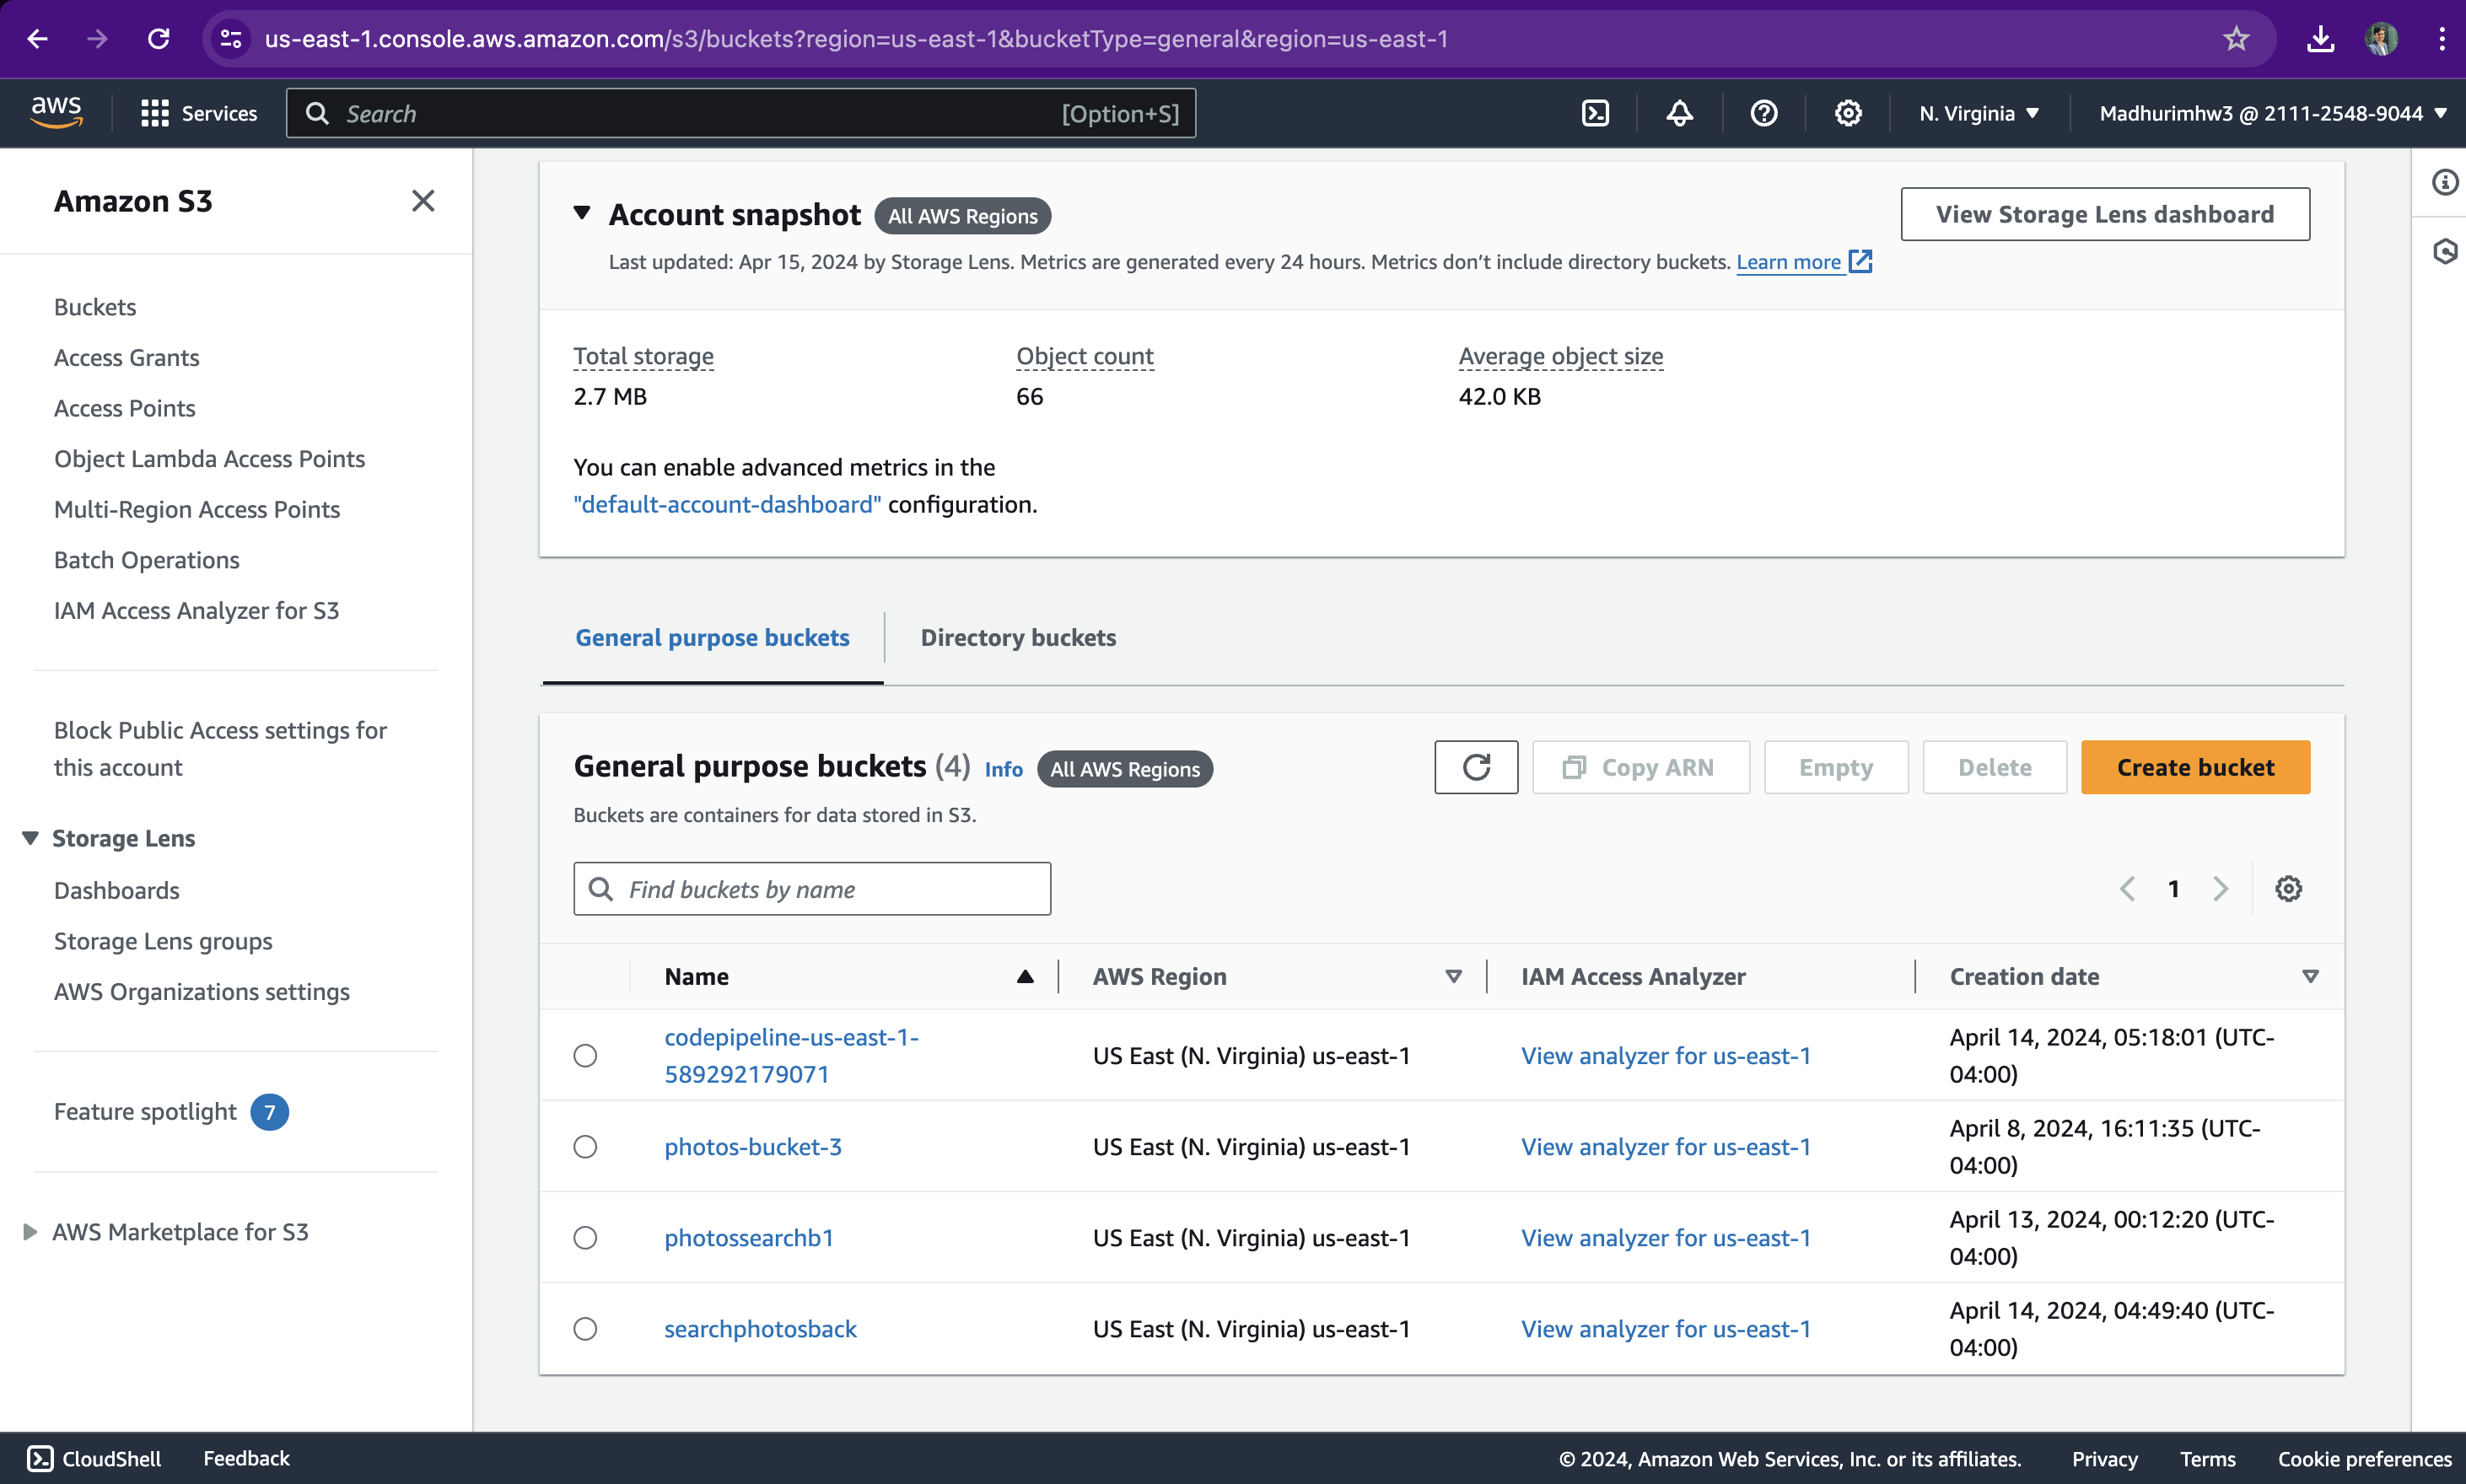 us-east-1.console.aws.amazon.com/s3/buckets?region=us-east-1&bucketType=general&region=us-east-1
aws
Services
Search
[Option+S]
N. Virginia
Madhurimhw3 @ 2111-2548-9044
Amazon S3
Buckets
Access Grants
Access Points
Object Lambda Access Points
Multi-Region Access Points
Batch Operations
IAM Access Analyzer for S3
Block Public Access settings for
this account
Storage Lens
Dashboards
Storage Lens groups
AWS Organizations settings
Feature spotlight 7
AWS Marketplace for S3
Account snapshot All AWS Regions
View Storage Lens dashboard
Last updated: Apr 15, 2024 by Storage Lens. Metrics are generated every 24 hours. Metrics don’t include directory buckets. Learn more
Total storage Object count Average object size
2.7 MB 66 42.0 KB
You can enable advanced metrics in the
"default-account-dashboard" configuration.
General purpose buckets Directory buckets
General purpose buckets (4) Info All AWS Regions
Copy ARN Empty Delete Create bucket
Buckets are containers for data stored in S3.
Find buckets by name
1
Name AWS Region IAM Access Analyzer Creation date
codepipeline-us-east-1-
589292179071
US East (N. Virginia) us-east-1
View analyzer for us-east-1
April 14, 2024, 05:18:01 (UTC-
04:00)
photos-bucket-3
US East (N. Virginia) us-east-1
View analyzer for us-east-1
April 8, 2024, 16:11:35 (UTC-
04:00)
photossearchb1
US East (N. Virginia) us-east-1
View analyzer for us-east-1
April 13, 2024, 00:12:20 (UTC-
04:00)
searchphotosback
US East (N. Virginia) us-east-1
View analyzer for us-east-1
April 14, 2024, 04:49:40 (UTC-
04:00)
CloudShell Feedback
© 2024, Amazon Web Services, Inc. or its affiliates. Privacy Terms Cookie preferences